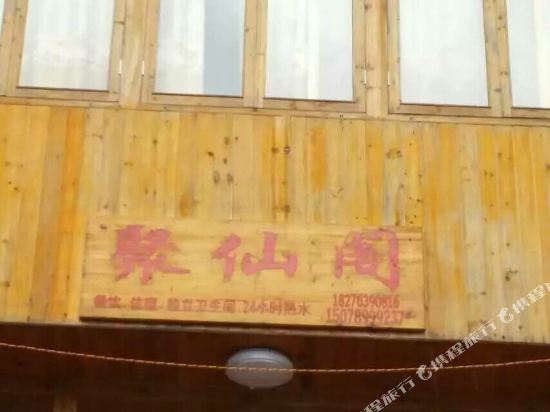 聚仙阁
餐饮·住宿·独立卫生间·24小时热水
18276390816
15078999237
携程旅行
携程旅行